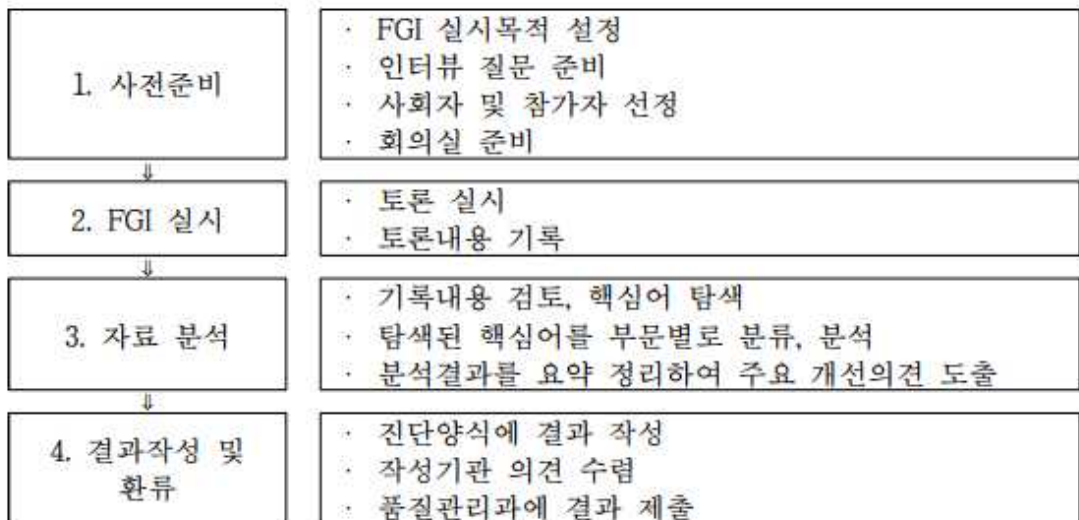 1. 사전준비
· FGI 실시목적 설정
· 인터뷰 질문 준비
· 사회자 및 참가자 선정
· 회의실 준비
⇓
2. FGI 실시
· 토론 실시
· 토론내용 기록
⇓
3. 자료 분석
· 기록내용 검토, 핵심어 탐색
· 탐색된 핵심어를 부문별로 분류, 분석
· 분석결과를 요약 정리하여 주요 개선의견 도출
⇓
4. 결과작성 및
환류
· 진단양식에 결과 작성
· 작성기관 의견 수렴
· 품질관리과에 결과 제출